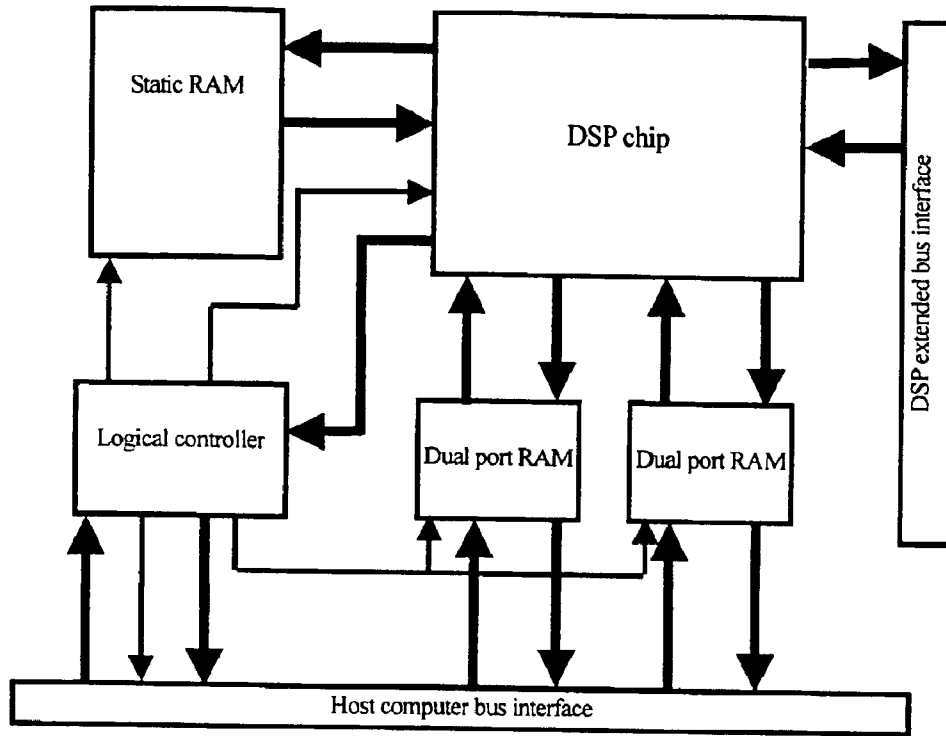 Static RAM
DSP chip
DSP extended bus interface
Logical controller
Dual port RAM
Dual port RAM
Host computer bus interface